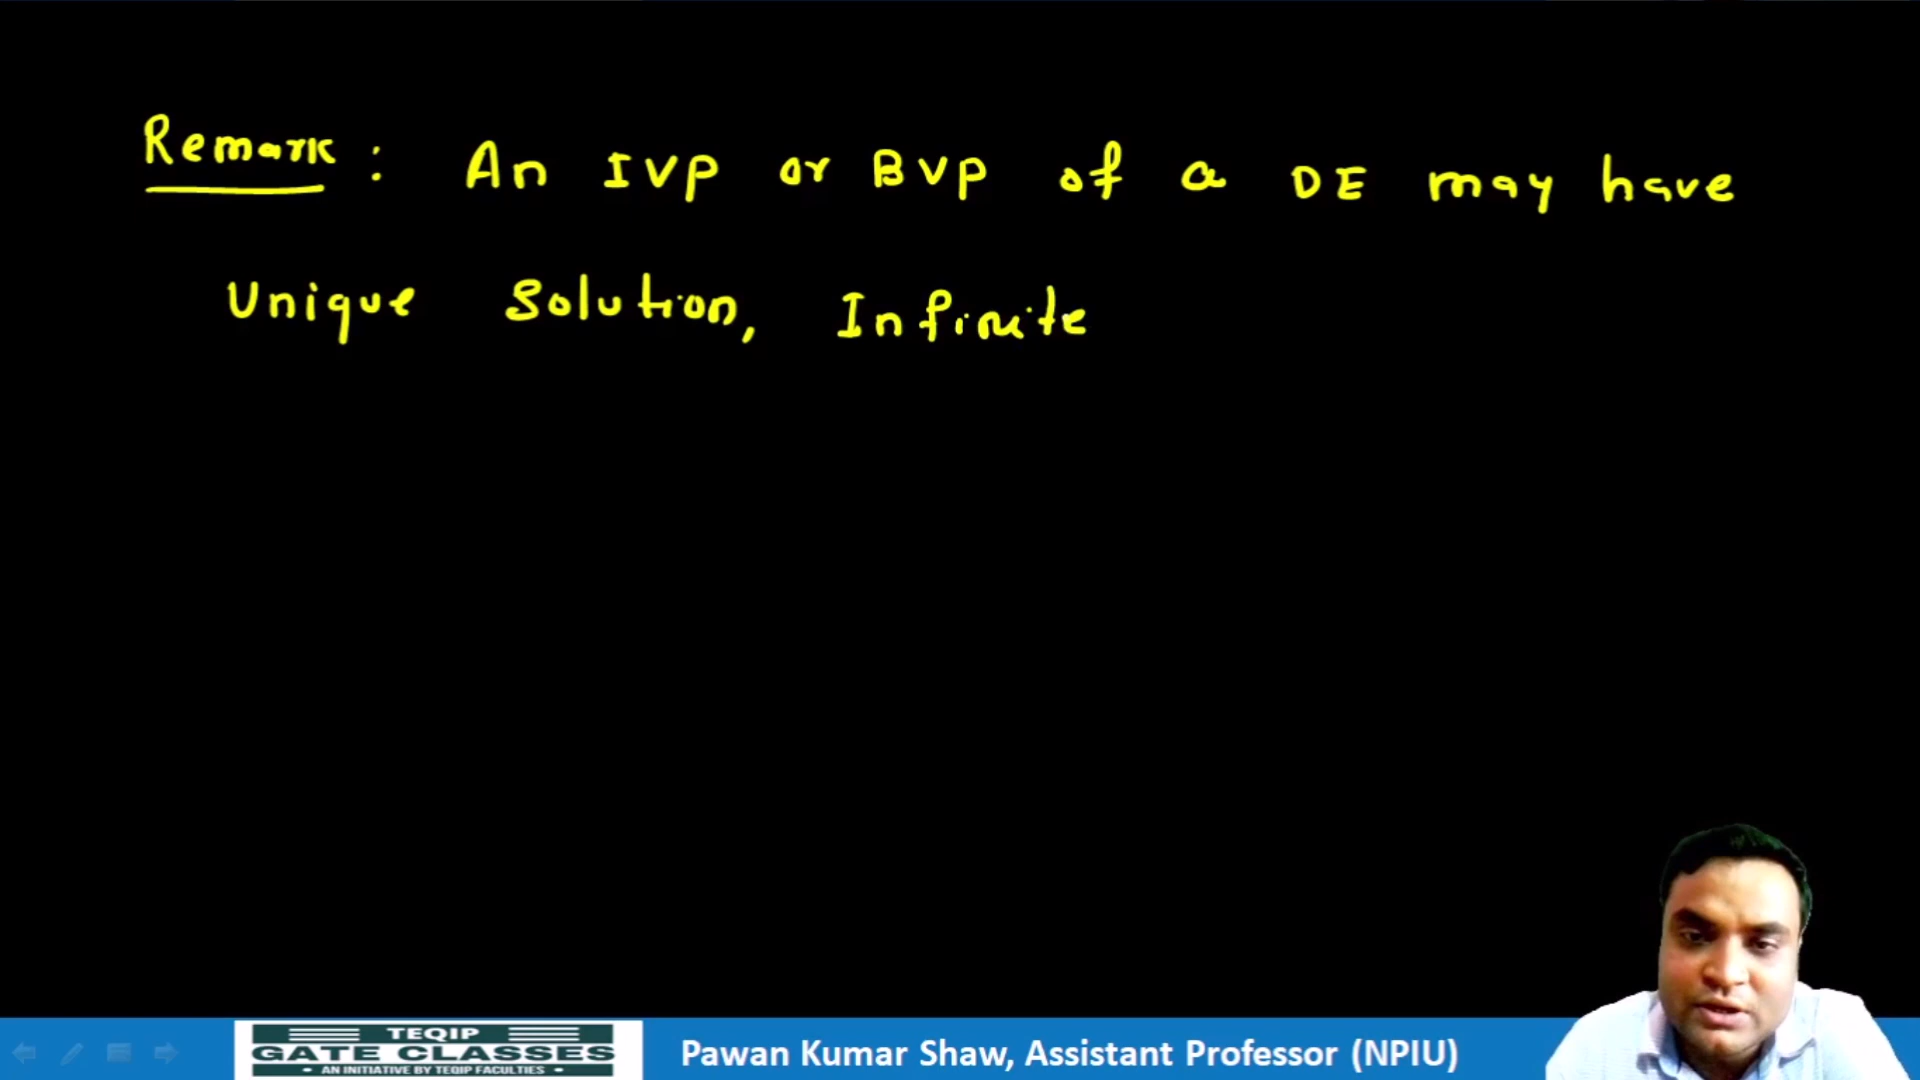 Remark : An IVP or BVP of a DE may have
Unique Solution, Infinite
TEQIP
GATE CLASSES
• AN INITIATIVE BY TEQIP FACULTIES •
Pawan Kumar Shaw, Assistant Professor (NPIU)